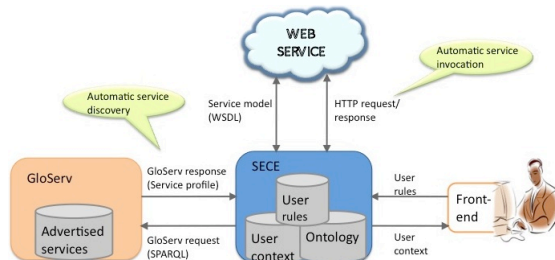 WEB
SERVICE
Automatic service
invocation
Automatic service
discovery
Service model
(WSDL)
HTTP request/
response
GloServ
GloServ response
(Service profile)
SECE
User
rules
User
rules
Front-
end
Advertised
services
GloServ request
(SPARQL)
User
context
Ontology
User
context